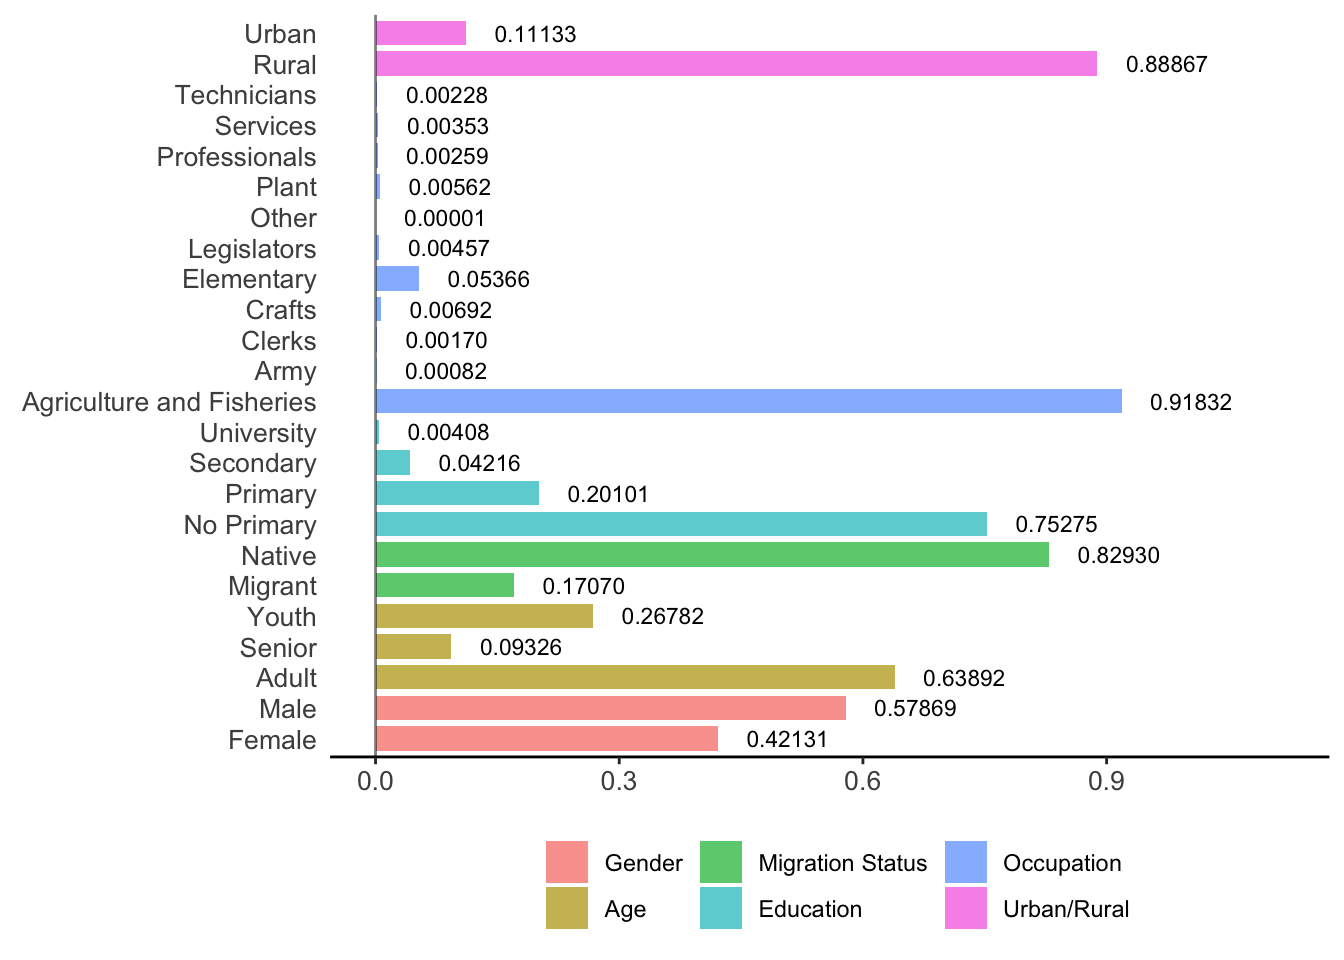 Urban 0.11133
Rural 0.88867
Technicians 0.00228
Services 0.00353
Professionals 0.00259
Plant 0.00562
Other 0.00001
Legislators 0.00457
Elementary 0.05366
Crafts 0.00692
Clerks 0.00170
Army 0.00082
Agriculture and Fisheries 0.91832
University 0.00408
Secondary 0.04216
Primary 0.20101
No Primary 0.75275
Native 0.82930
Migrant 0.17070
Youth 0.26782
Senior 0.09326
Adult 0.63892
Male 0.57869
Female 0.42131
0.0 0.3 0.6 0.9
Gender Migration Status Occupation
Age Education Urban/Rural